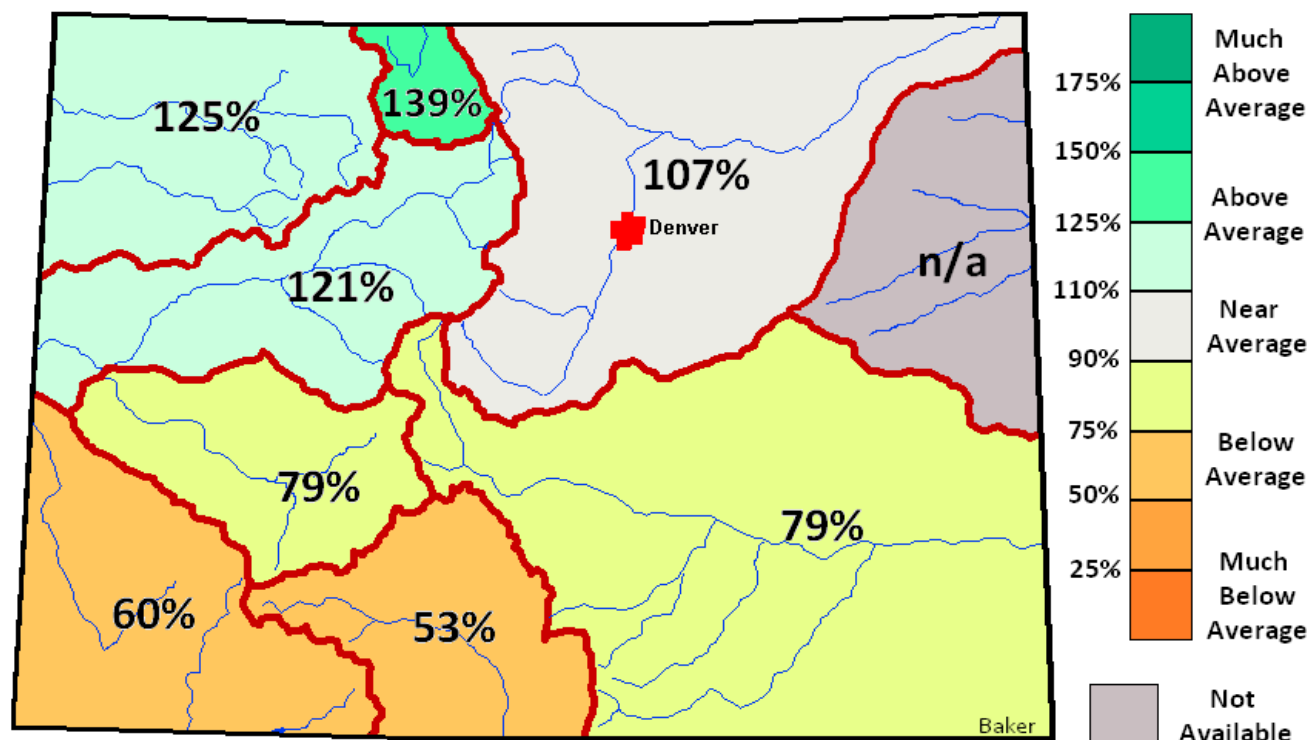 125%
139%
107%
Denver
n/a
121%
79%
79%
60%
53%
Baker
175%
150%
125%
110%
90%
75%
50%
25%
Much
Above
Average
Above
Average
Near
Average
Below
Average
Much
Below
Average
Not
Available